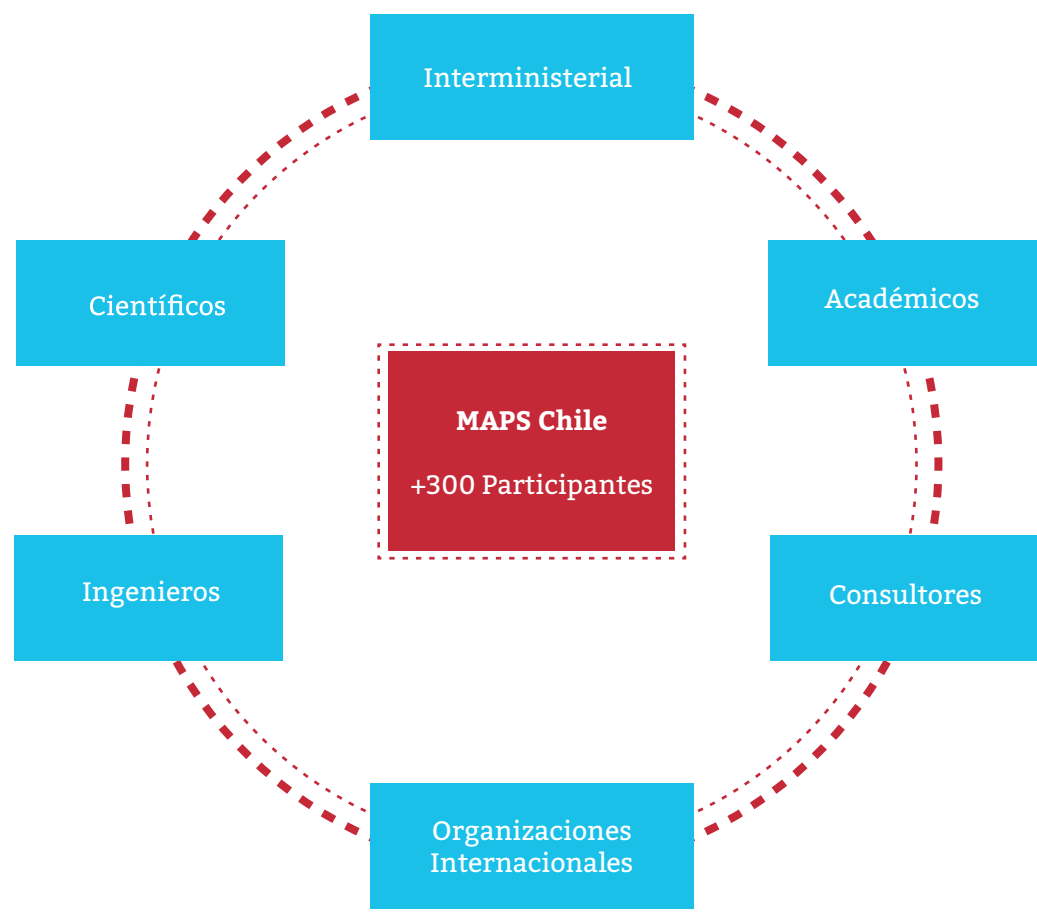 Interministerial
Científicos
Académicos
MAPS Chile
+300 Participantes
Ingenieros
Consultores
Organizaciones
Internacionales